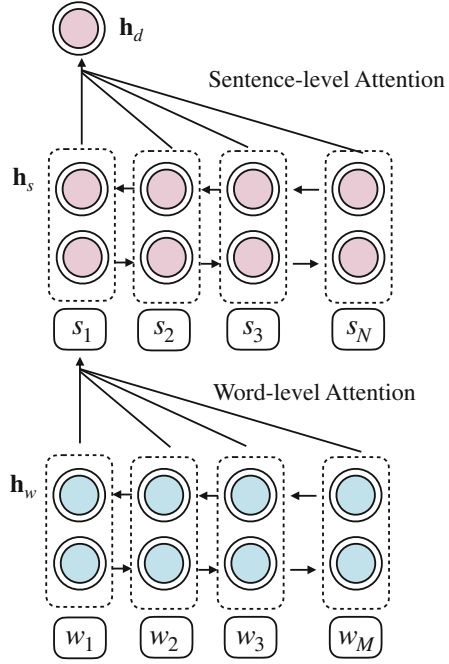 h_d
Sentence-level Attention
h_s
s_1 s_2 s_3 s_N
Word-level Attention
h_w
w_1 w_2 w_3 w_M